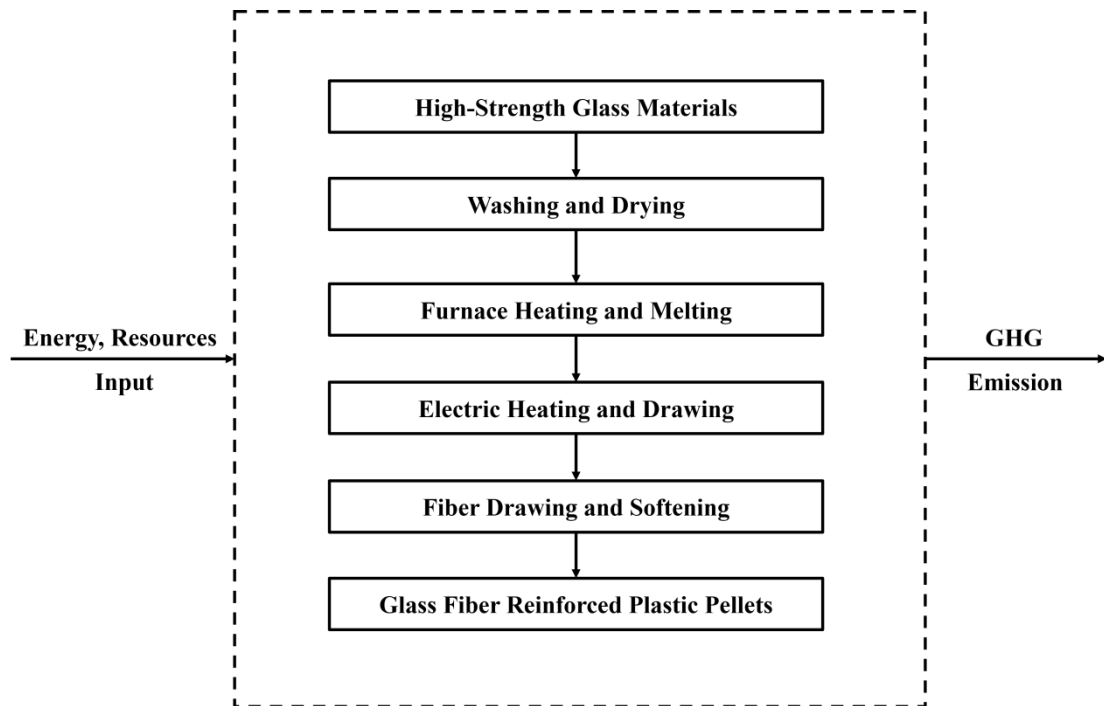 High-Strength Glass Materials
Washing and Drying
Furnace Heating and Melting
Energy, Resources
Input
GHG
Emission
Electric Heating and Drawing
Fiber Drawing and Softening
Glass Fiber Reinforced Plastic Pellets